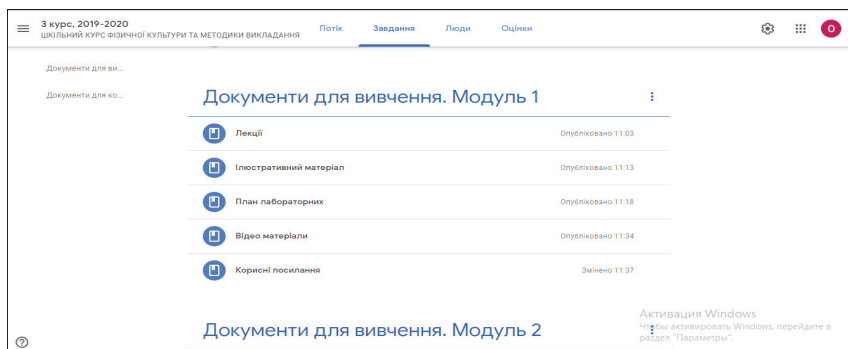 3 курс, 2019-2020
ШКІЛЬНИЙ КУРС ФІЗИЧНОЇ КУЛЬТУРИ ТА МЕТОДИКИ ВИКЛАДАННЯ
Потік Завдання Люди Оцінки
О
Документи для ви...
Документи для ко...
Документи для вивчення. Модуль 1
Лекції Опубліковано 11:03
Ілюстративний матеріал Опубліковано 11:13
План лабораторних Опубліковано 11:18
Відео матеріали Опубліковано 11:34
Корисні посилання Змінено 11:37
Документи для вивчення. Модуль 2
Активация Windows
Чтобы активировать Windows, перейдите в
раздел "Параметры".